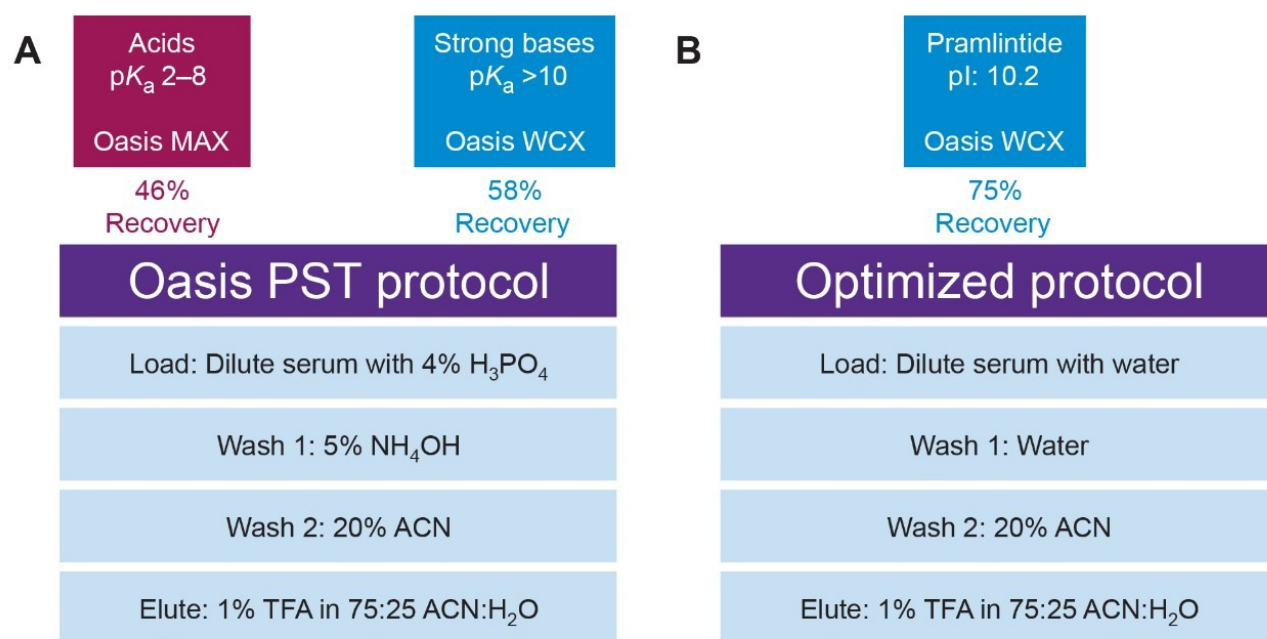 A
Acids
pKₐ 2–8
Oasis MAX
46%
Recovery
Strong bases
pKₐ >10
Oasis WCX
58%
Recovery
Oasis PST protocol
Load: Dilute serum with 4% H₃PO₄
Wash 1: 5% NH₄OH
Wash 2: 20% ACN
Elute: 1% TFA in 75:25 ACN:H₂O
B
Pramlintide
pI: 10.2
Oasis WCX
75%
Recovery
Optimized protocol
Load: Dilute serum with water
Wash 1: Water
Wash 2: 20% ACN
Elute: 1% TFA in 75:25 ACN:H₂O